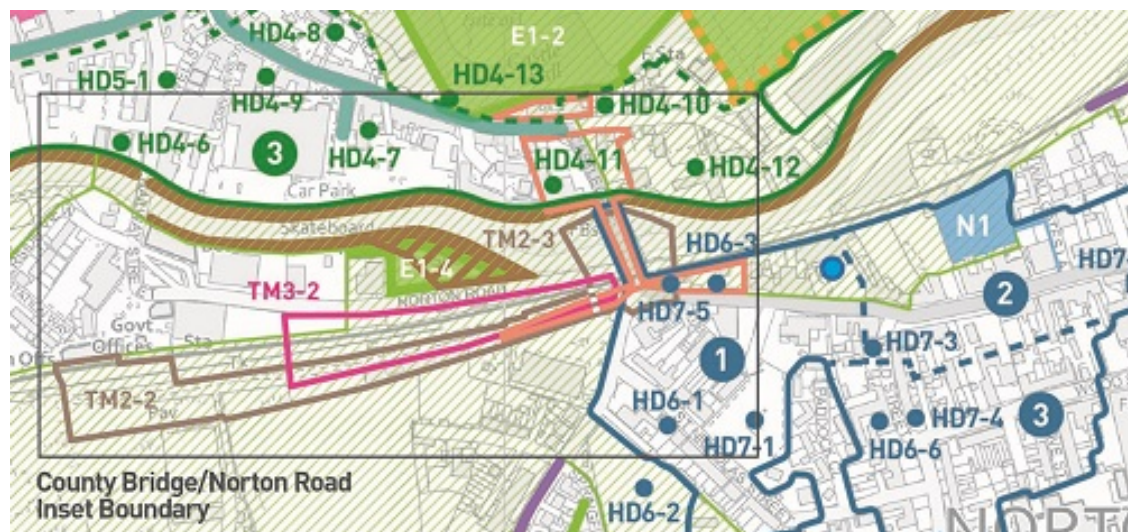 HD4-8
E1-2
HD5-1
HD4-9
HD4-13
HD4-10
HD4-6
3
HD4-7
HD4-11
HD4-12
Car Park
Skateboard
TM2-3
HD6-3
N1
E1-4
NORTON ROAD
TM3-2
HD7-5
2
HD7-
Govt
Offices
Sta
HD7-3
1
TM2-2
Pav
HD6-1
HD7-1
HD7-4
3
HD6-6
County Bridge/Norton Road
Inset Boundary
HD6-2